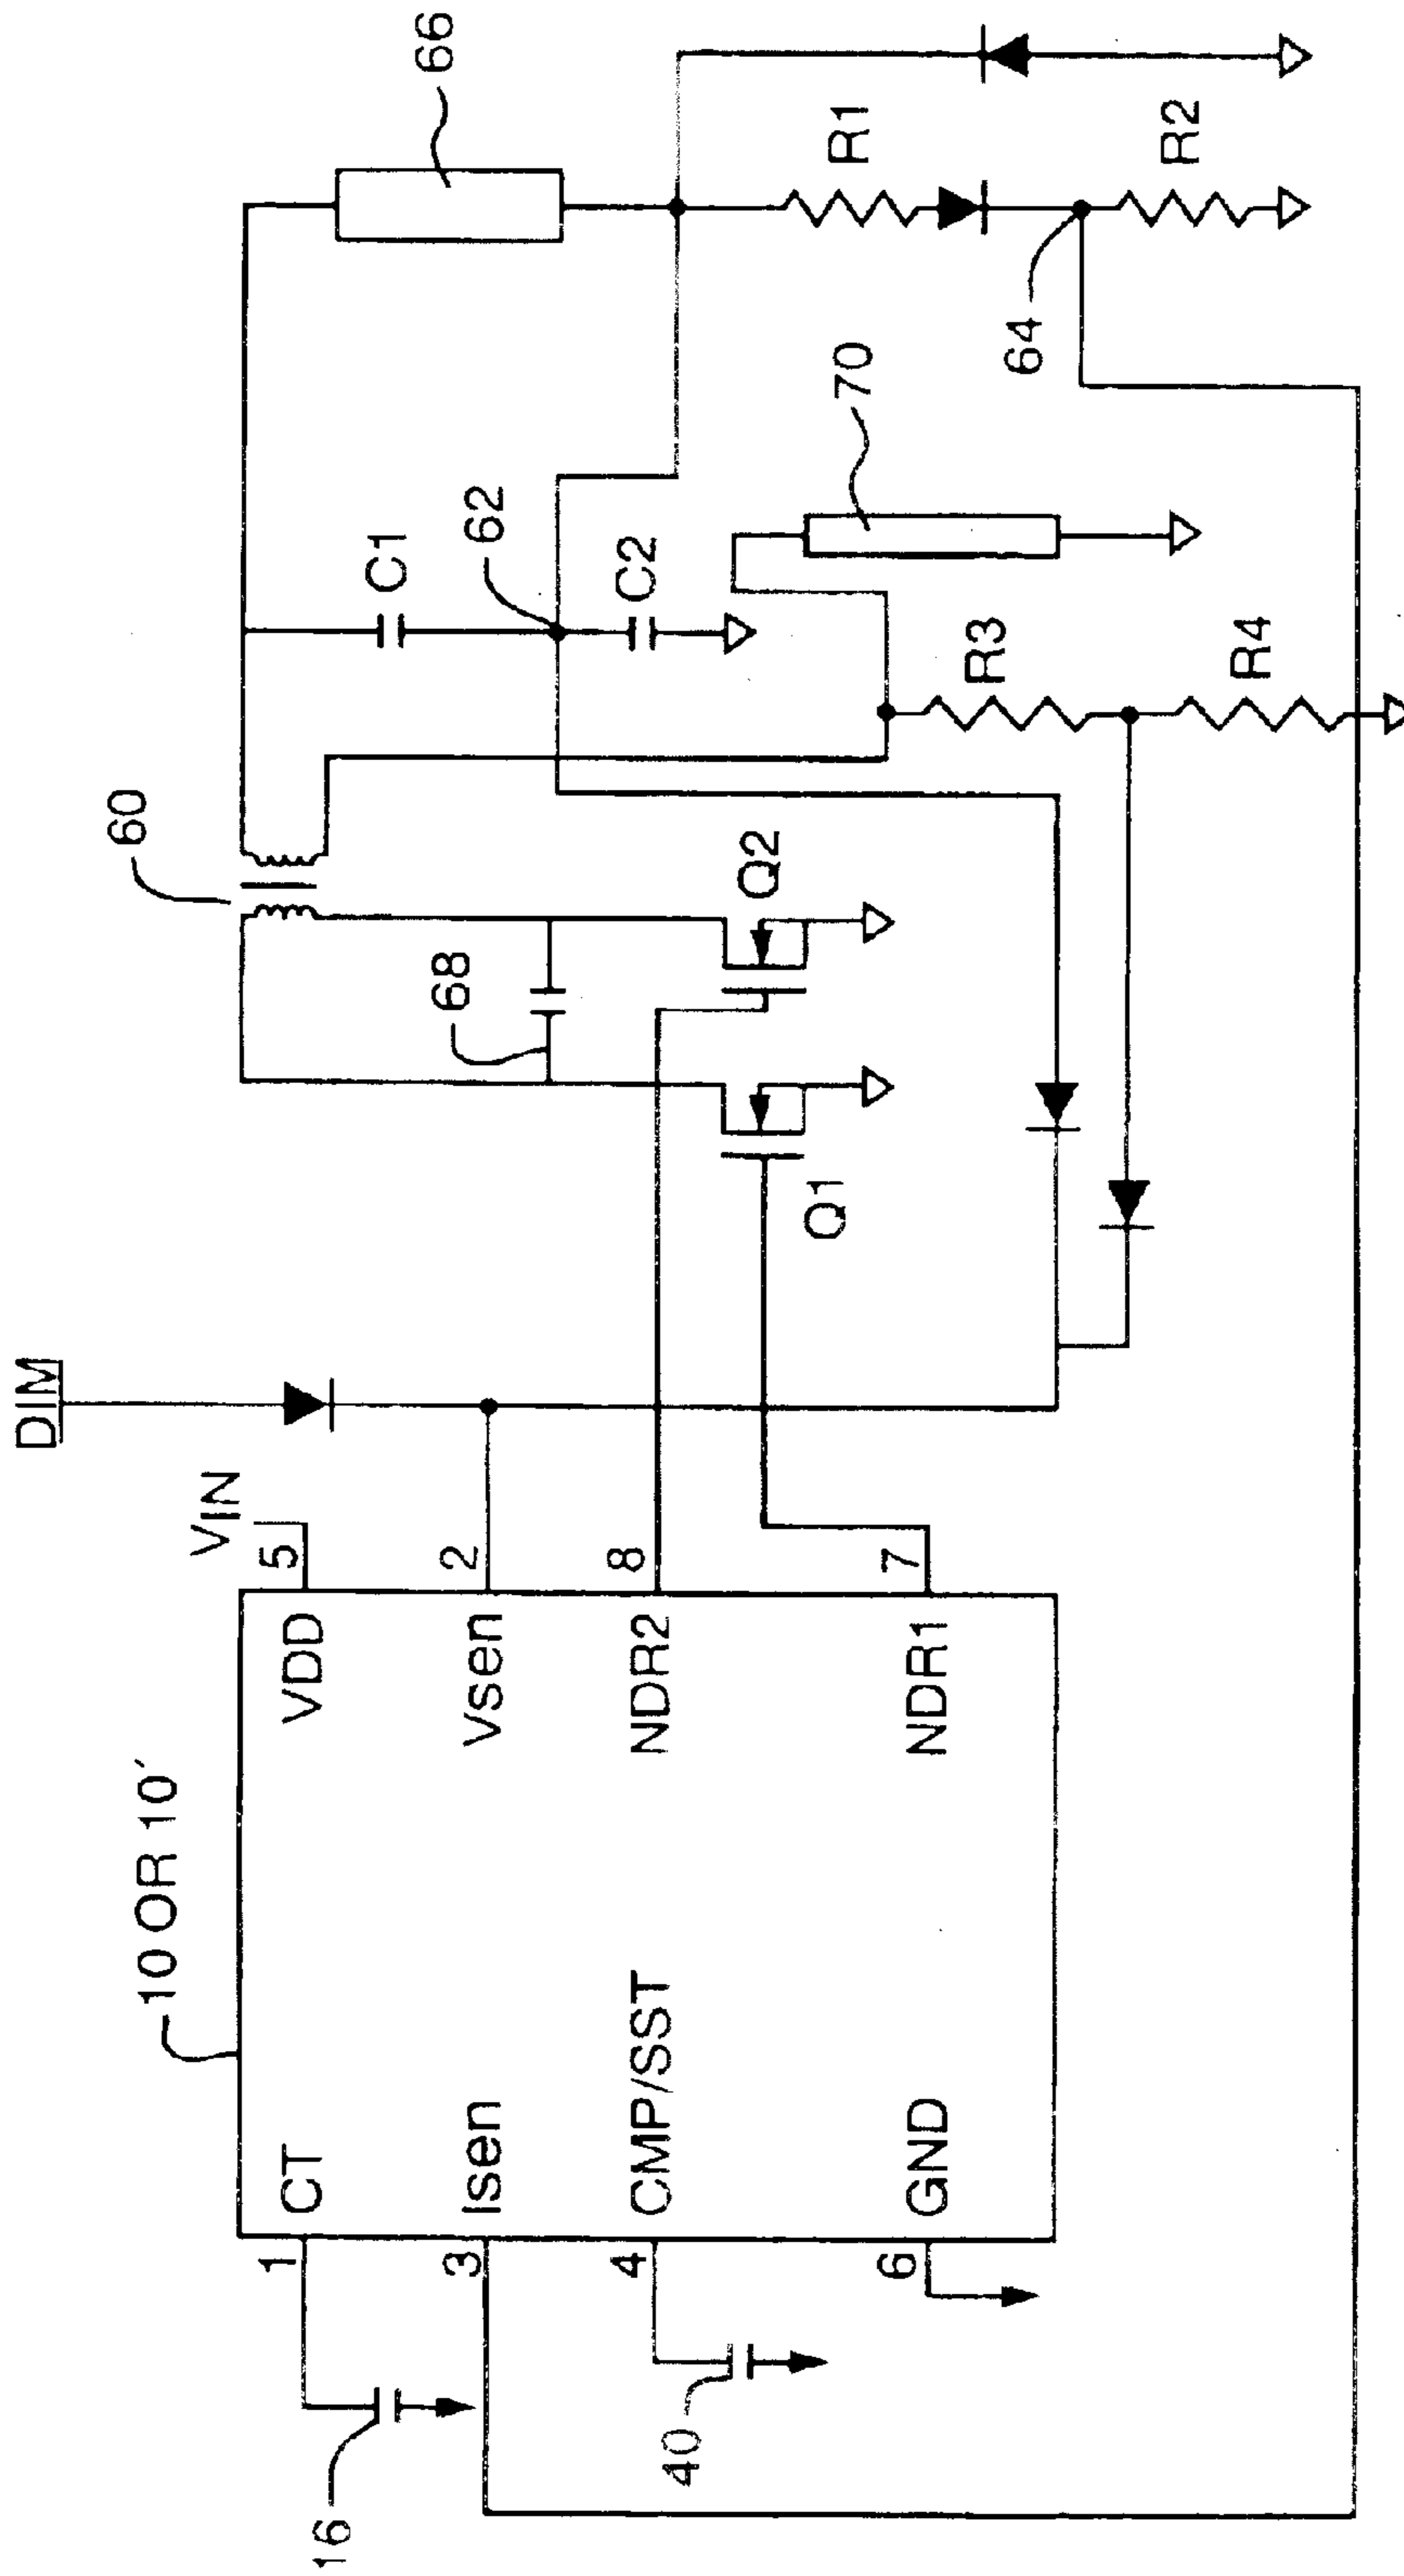 DIM
60
66
10 OR 10′
VIN
5
C1
62
C2
68
Q2
70
R1
R2
64
R3
R4
Q1
1
CT
VDD
3
Isen
Vsen
2
4
CMP/SST
NDR2
8
6
GND
NDR1
7
16
40